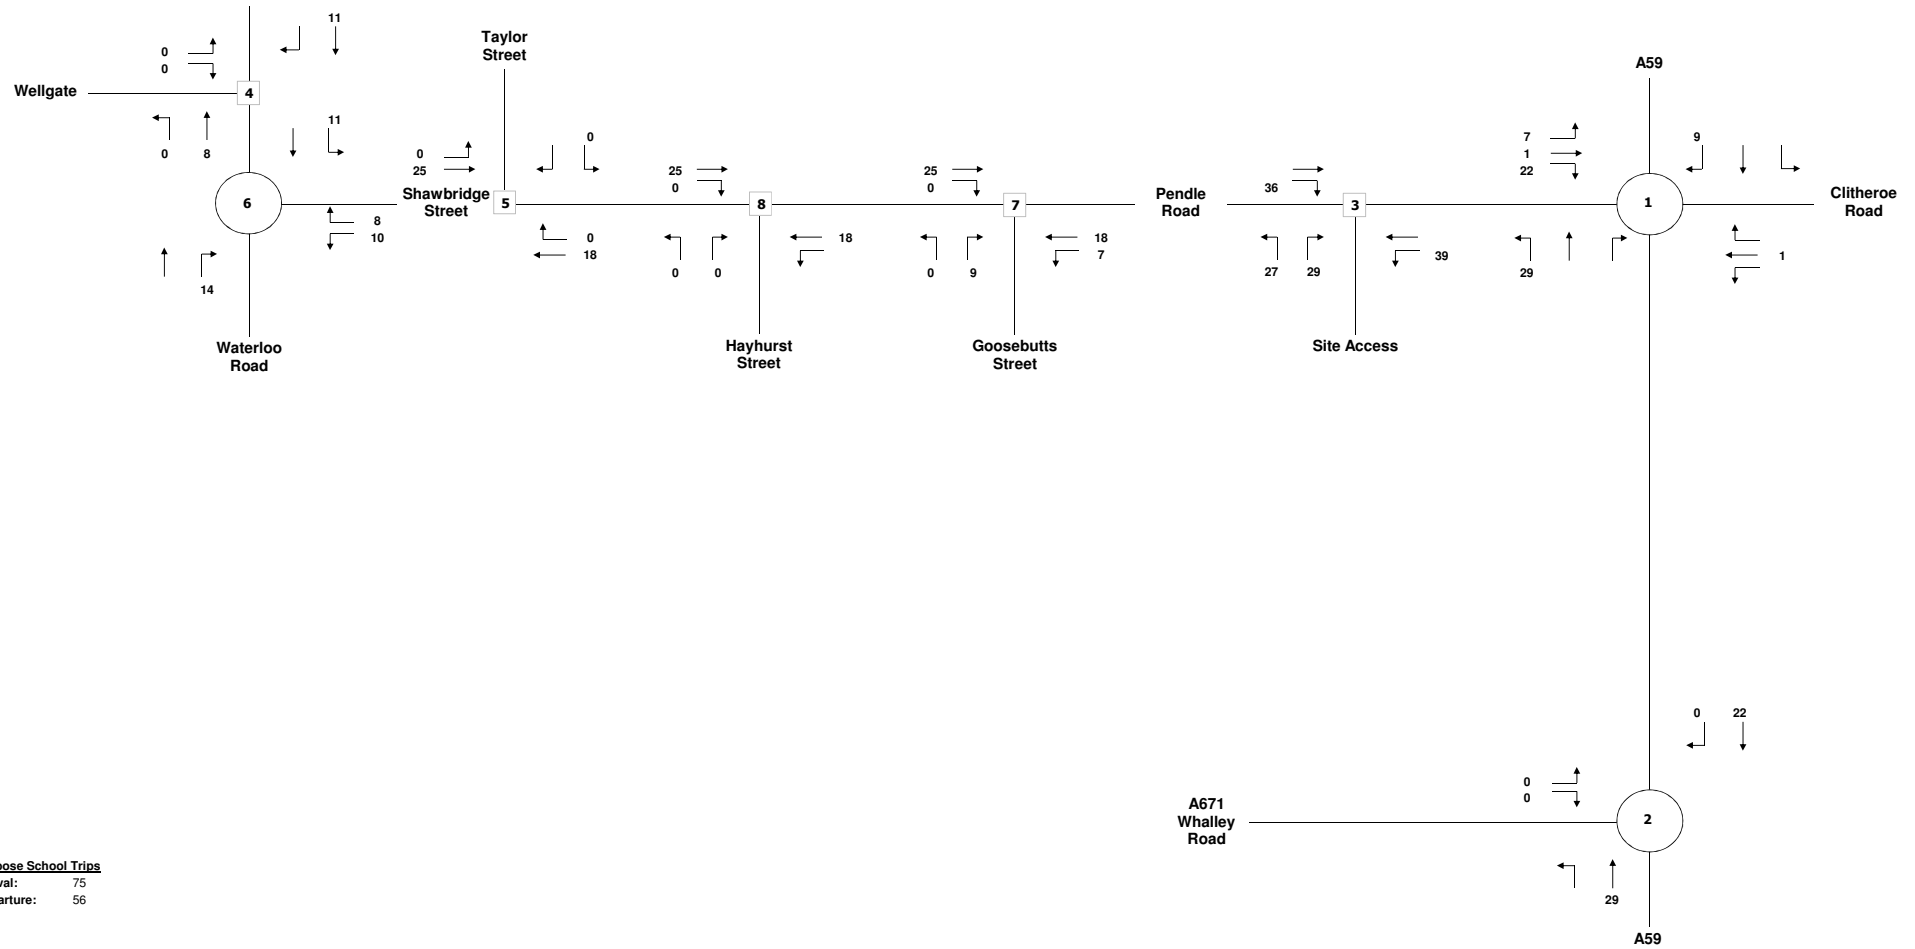 11
0
0
Wellgate
4
0 8
11
6
8
10
14
Waterloo
Road
Taylor
Street
0
25
Shawbridge
Street
5
0
0
18
25
0
8
0 0
18
Hayhurst
Street
25
0
7
0 9
18
7
Goosebutts
Street
Pendle
Road
36
3
27 29
39
Site Access
A59
7
1
22
9
1
29
1
Clitheroe
Road
0 22
0
0
A671
Whalley
Road
2
29
A59
School Trips
75
56